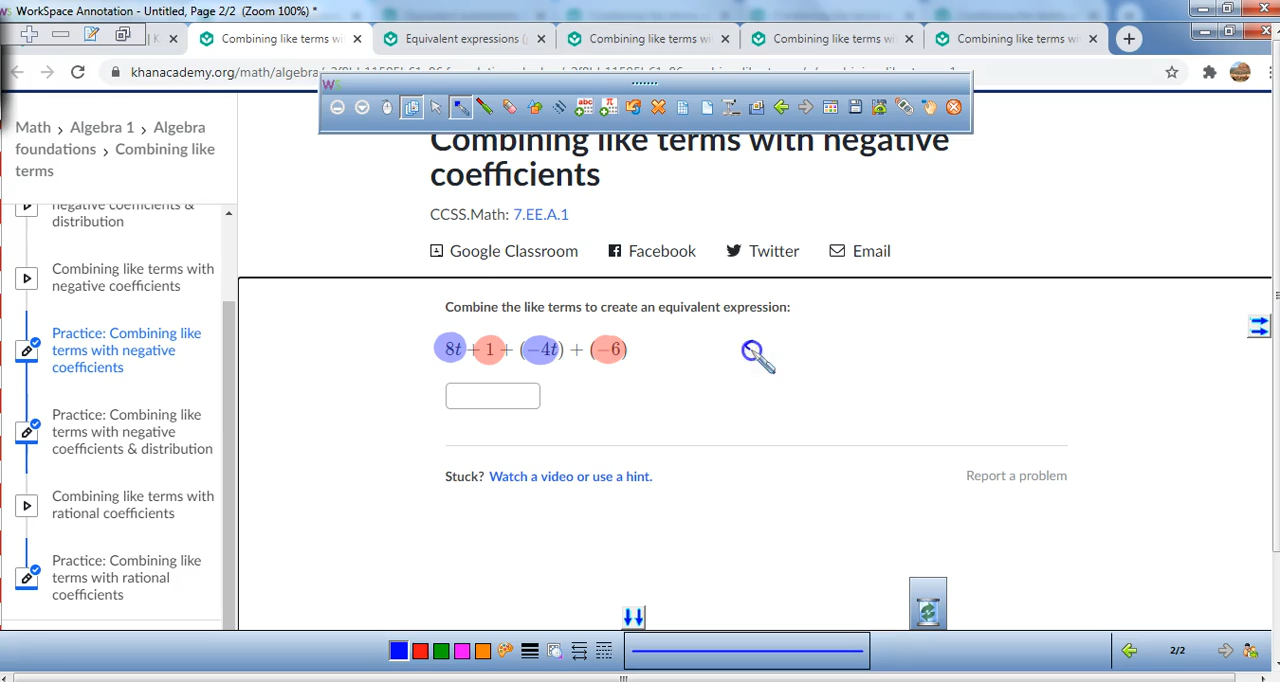 WorkSpace Annotation - Untitled, Page 2/2 (Zoom 100%) *
Combining like terms wi
Equivalent expressions (
Combining like terms wi
Combining like terms wi
Combining like terms wi
khanacademy.org/math/algebra
WS
Math > Algebra 1 > Algebra
foundations > Combining like
terms
negative coefficients &
distribution
Combining like terms with
negative coefficients
Practice: Combining like
terms with negative
coefficients
Practice: Combining like
terms with negative
coefficients & distribution
Combining like terms with
rational coefficients
Practice: Combining like
terms with rational
coefficients
Combining like terms with negative
coefficients
CCSS.Math: 7.EE.A.1
Google Classroom
Facebook
Twitter
Email
Combine the like terms to create an equivalent expression:
8t + 1 + (−4t) + (−6)
Stuck? Watch a video or use a hint.
Report a problem
2/2